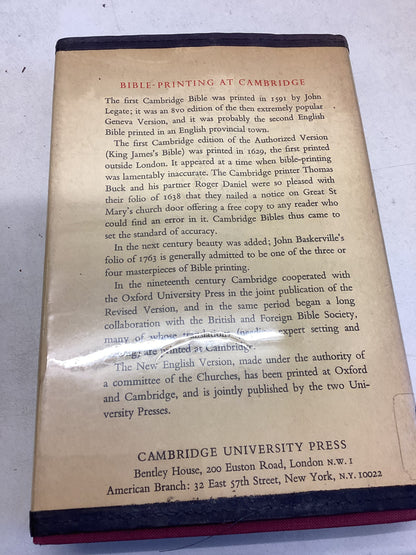 BIBLE-PRINTING AT CAMBRIDGE
The first Cambridge Bible was printed in 1591 by John
Legate; it was an 8vo edition of the then extremely popular
Geneva Version, and it was probably the second English
Bible printed in an English provincial town.
The first Cambridge edition of the Authorized Version
(King James's Bible) was printed in 1629, the first printed
outside London. It appeared at a time when bible-printing
was lamentably inaccurate. The Cambridge printer Thomas
Buck and his partner Roger Daniel were so pleased with
their folio of 1638 that they nailed a notice on Great St
Mary's church door offering a free copy to any reader who
could find an error in it. Cambridge Bibles thus came to
set the standard of accuracy.
In the next century beauty was added; John Baskerville's
folio of 1763 is generally admitted to be one of the three or
four masterpieces of Bible printing.
In the nineteenth century Cambridge cooperated with
the Oxford University Press in the joint publication of the
Revised Version, and in the same period began a long
collaboration with the British and Foreign Bible Society,
many of whose translations expert setting and
are printed at Cambridge.
The New English Version, made under the authority of
a committee of the Churches, has been printed at Oxford
and Cambridge, and is jointly published by the two Uni-
versity Presses.
CAMBRIDGE UNIVERSITY PRESS
Bentley House, 200 Euston Road, London N.W.1
American Branch: 32 East 57th Street, New York, N.Y. 10022